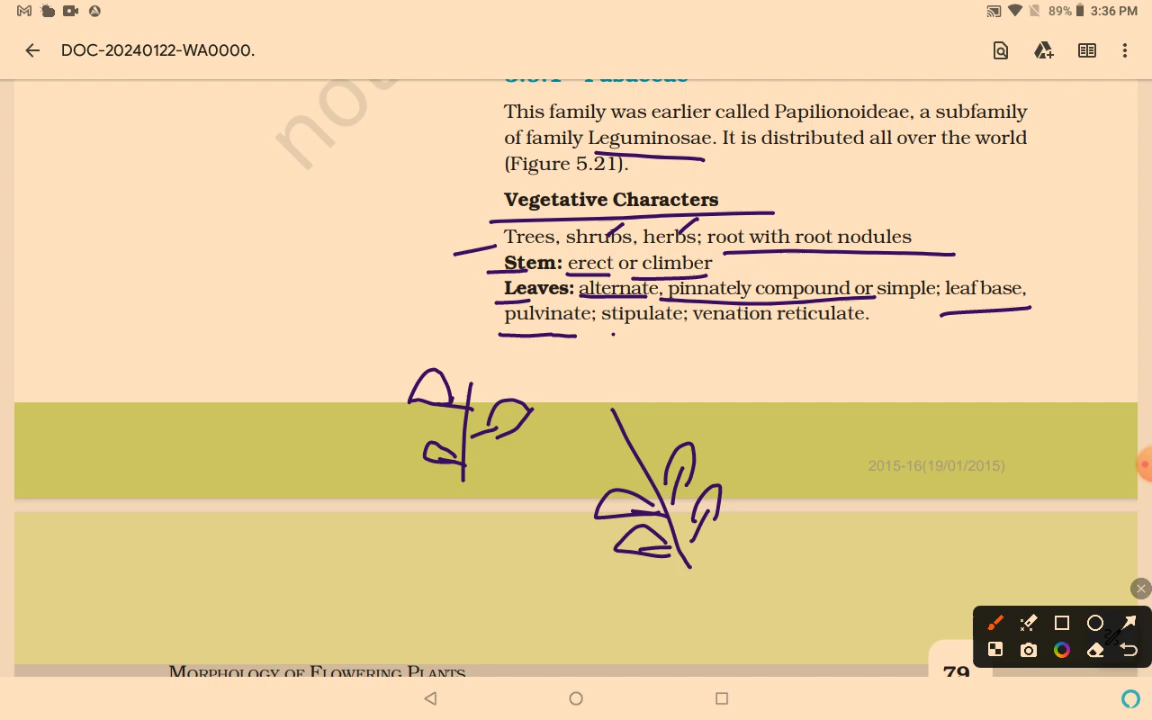 89% 3:36 PM
DOC-20240122-WA0000.
This family was earlier called Papilionoideae, a subfamily
of family Leguminosae. It is distributed all over the world
(Figure 5.21).
Vegetative Characters
Trees, shrubs, herbs; root with root nodules
Stem: erect or climber
Leaves: alternate, pinnately compound or simple; leaf base,
pulvinate; stipulate; venation reticulate.
2015-16(19/01/2015)
MORPHOLOGY OF FLOWERING PLANTS
79